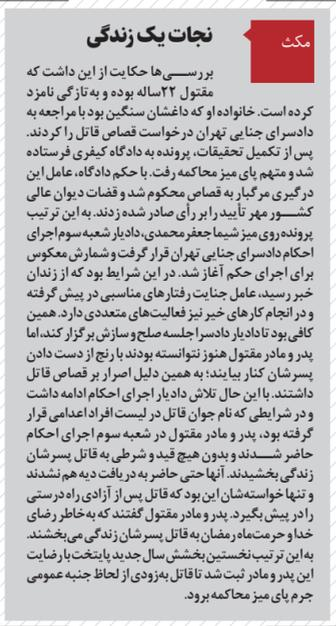 مکث
نجات یک زندگی
بررسی‌ها حکایت از این داشت که
مقتول ۲۲ساله بوده و به‌تازگی نامزد
کرده است. خانواده او که داغشان سنگین بود با مراجعه به
دادسرای جنایی تهران درخواست قصاص قاتل را کردند.
پس از تکمیل تحقیقات، پرونده به دادگاه کیفری فرستاده
شد و متهم پای میز محاکمه رفت. با حکم دادگاه، عامل این
درگیری مرگبار به قصاص محکوم شد و قضات دیوان عالی
کشور مهر تأیید را بر رأی صادر شده زدند. به این ترتیب
پرونده روی میز شیما جعفرمحمدی، دادیار شعبه سوم اجرای
احکام دادسرای جنایی تهران قرار گرفت و شمارش معکوس
برای اجرای حکم آغاز شد. در این شرایط بود که از زندان
خبر رسید، عامل جنایت رفتارهای مناسبی در پیش گرفته
و در انجام کارهای خیر نیز فعالیت‌های متعددی دارد. همین
کافی بود تا دادیار دادسرا جلسه صلح و سازش برگزار کند، اما
پدر و مادر مقتول هنوز نتوانسته بودند با رنج از دست دادن
پسرشان کنار بیایند؛ به همین دلیل اصرار بر قصاص قاتل
داشتند. با این حال تلاش دادیار اجرای احکام ادامه داشت
و در شرایطی که نام جوان قاتل در لیست افراد اعدامی قرار
گرفته بود، پدر و مادر مقتول در شعبه سوم اجرای احکام
حاضر شدند و بدون هیچ قید و شرطی به قاتل پسرشان
زندگی بخشیدند. آنها حتی حاضر به دریافت دیه هم نشدند
و تنها خواسته‌شان این بود که قاتل پس از آزادی راه درستی
را در پیش بگیرد. پدر و مادر مقتول گفتند که به‌خاطر رضای
خدا و حرمت ماه رمضان به قاتل پسرشان زندگی می‌بخشند.
به این ترتیب نخستین بخشش سال جدید پایتخت با رضایت
این پدر و مادر ثبت شد تا قاتل به‌زودی از لحاظ جنبه عمومی
جرم پای میز محاکمه برود.